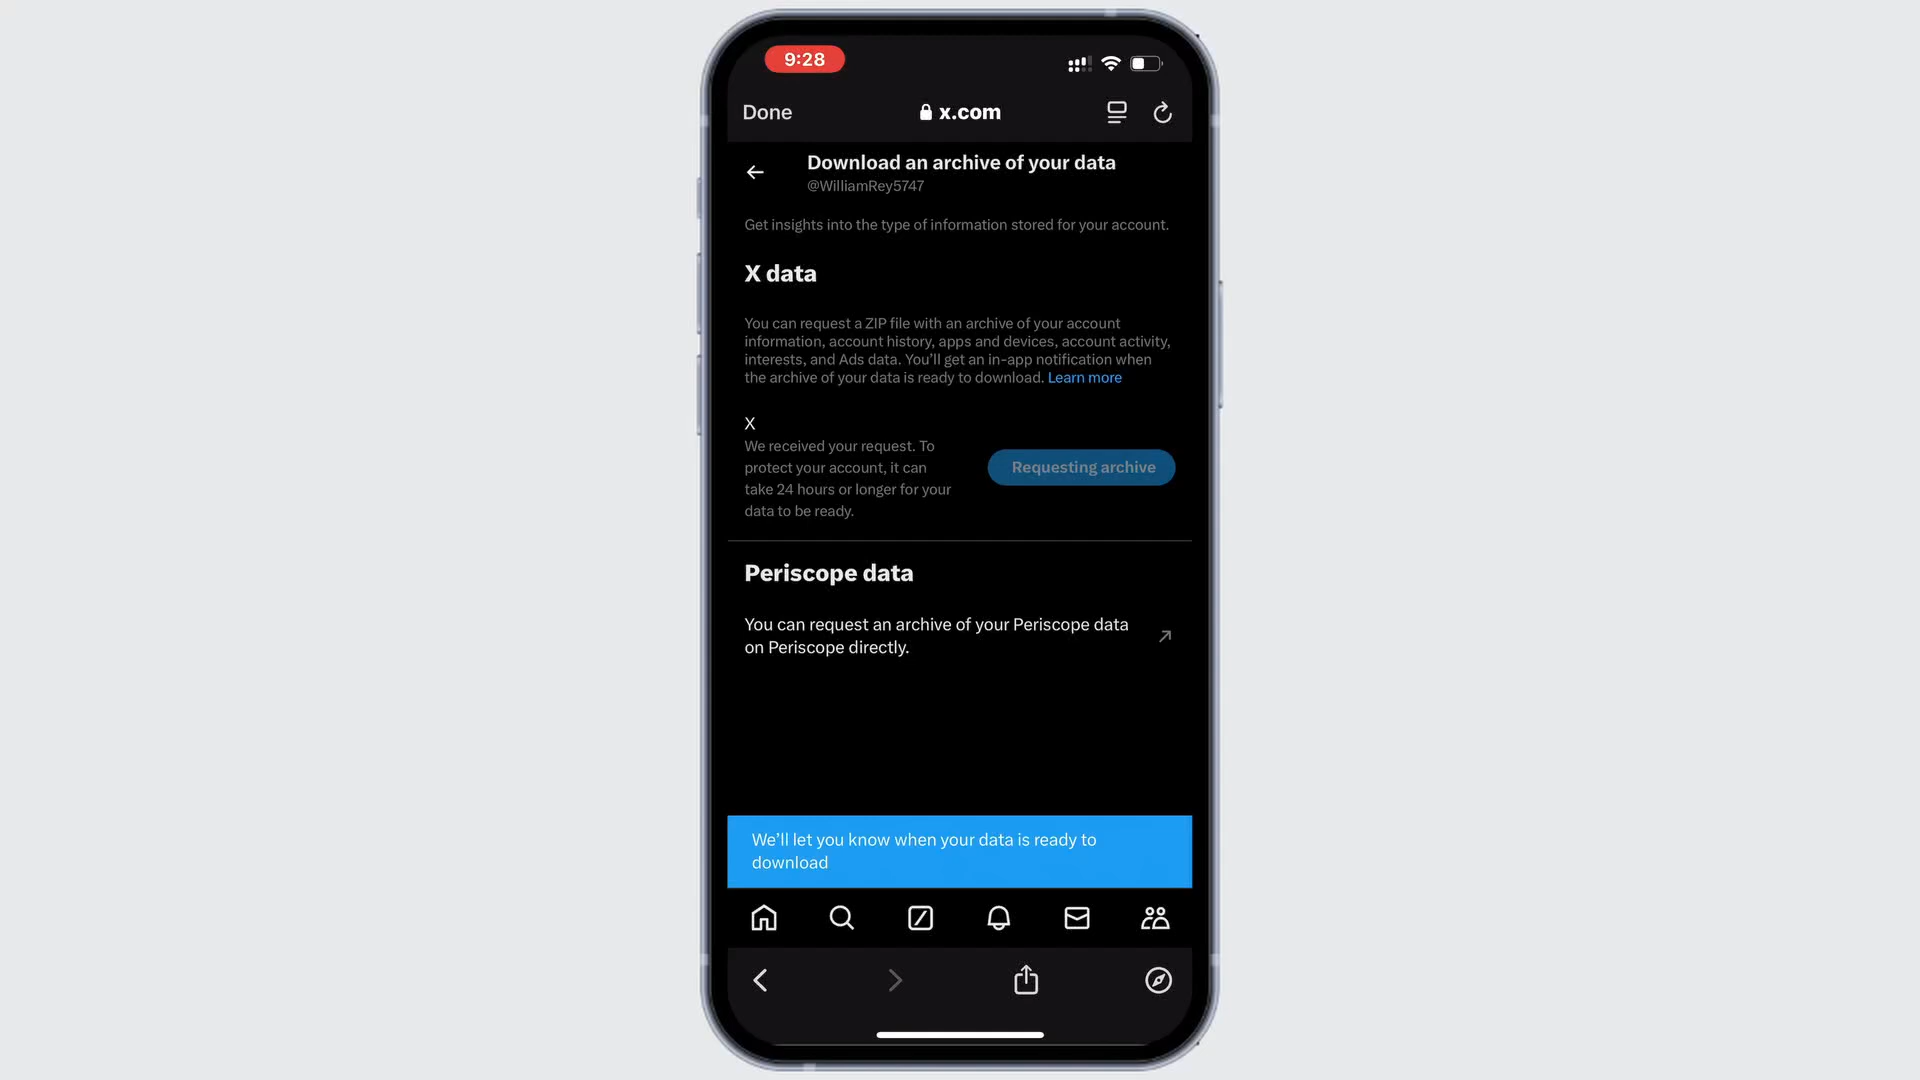 9:28
Done
x.com
Download an archive of your data
@WilliamRey5747
Get insights into the type of information stored for your account.
X data
You can request a ZIP file with an archive of your account
information, account history, apps and devices, account activity,
interests, and Ads data. You’ll get an in-app notification when
the archive of your data is ready to download. Learn more
X
We received your request. To
protect your account, it can
take 24 hours or longer for your
data to be ready.
Requesting archive
Periscope data
You can request an archive of your Periscope data
on Periscope directly.
We’ll let you know when your data is ready to
download